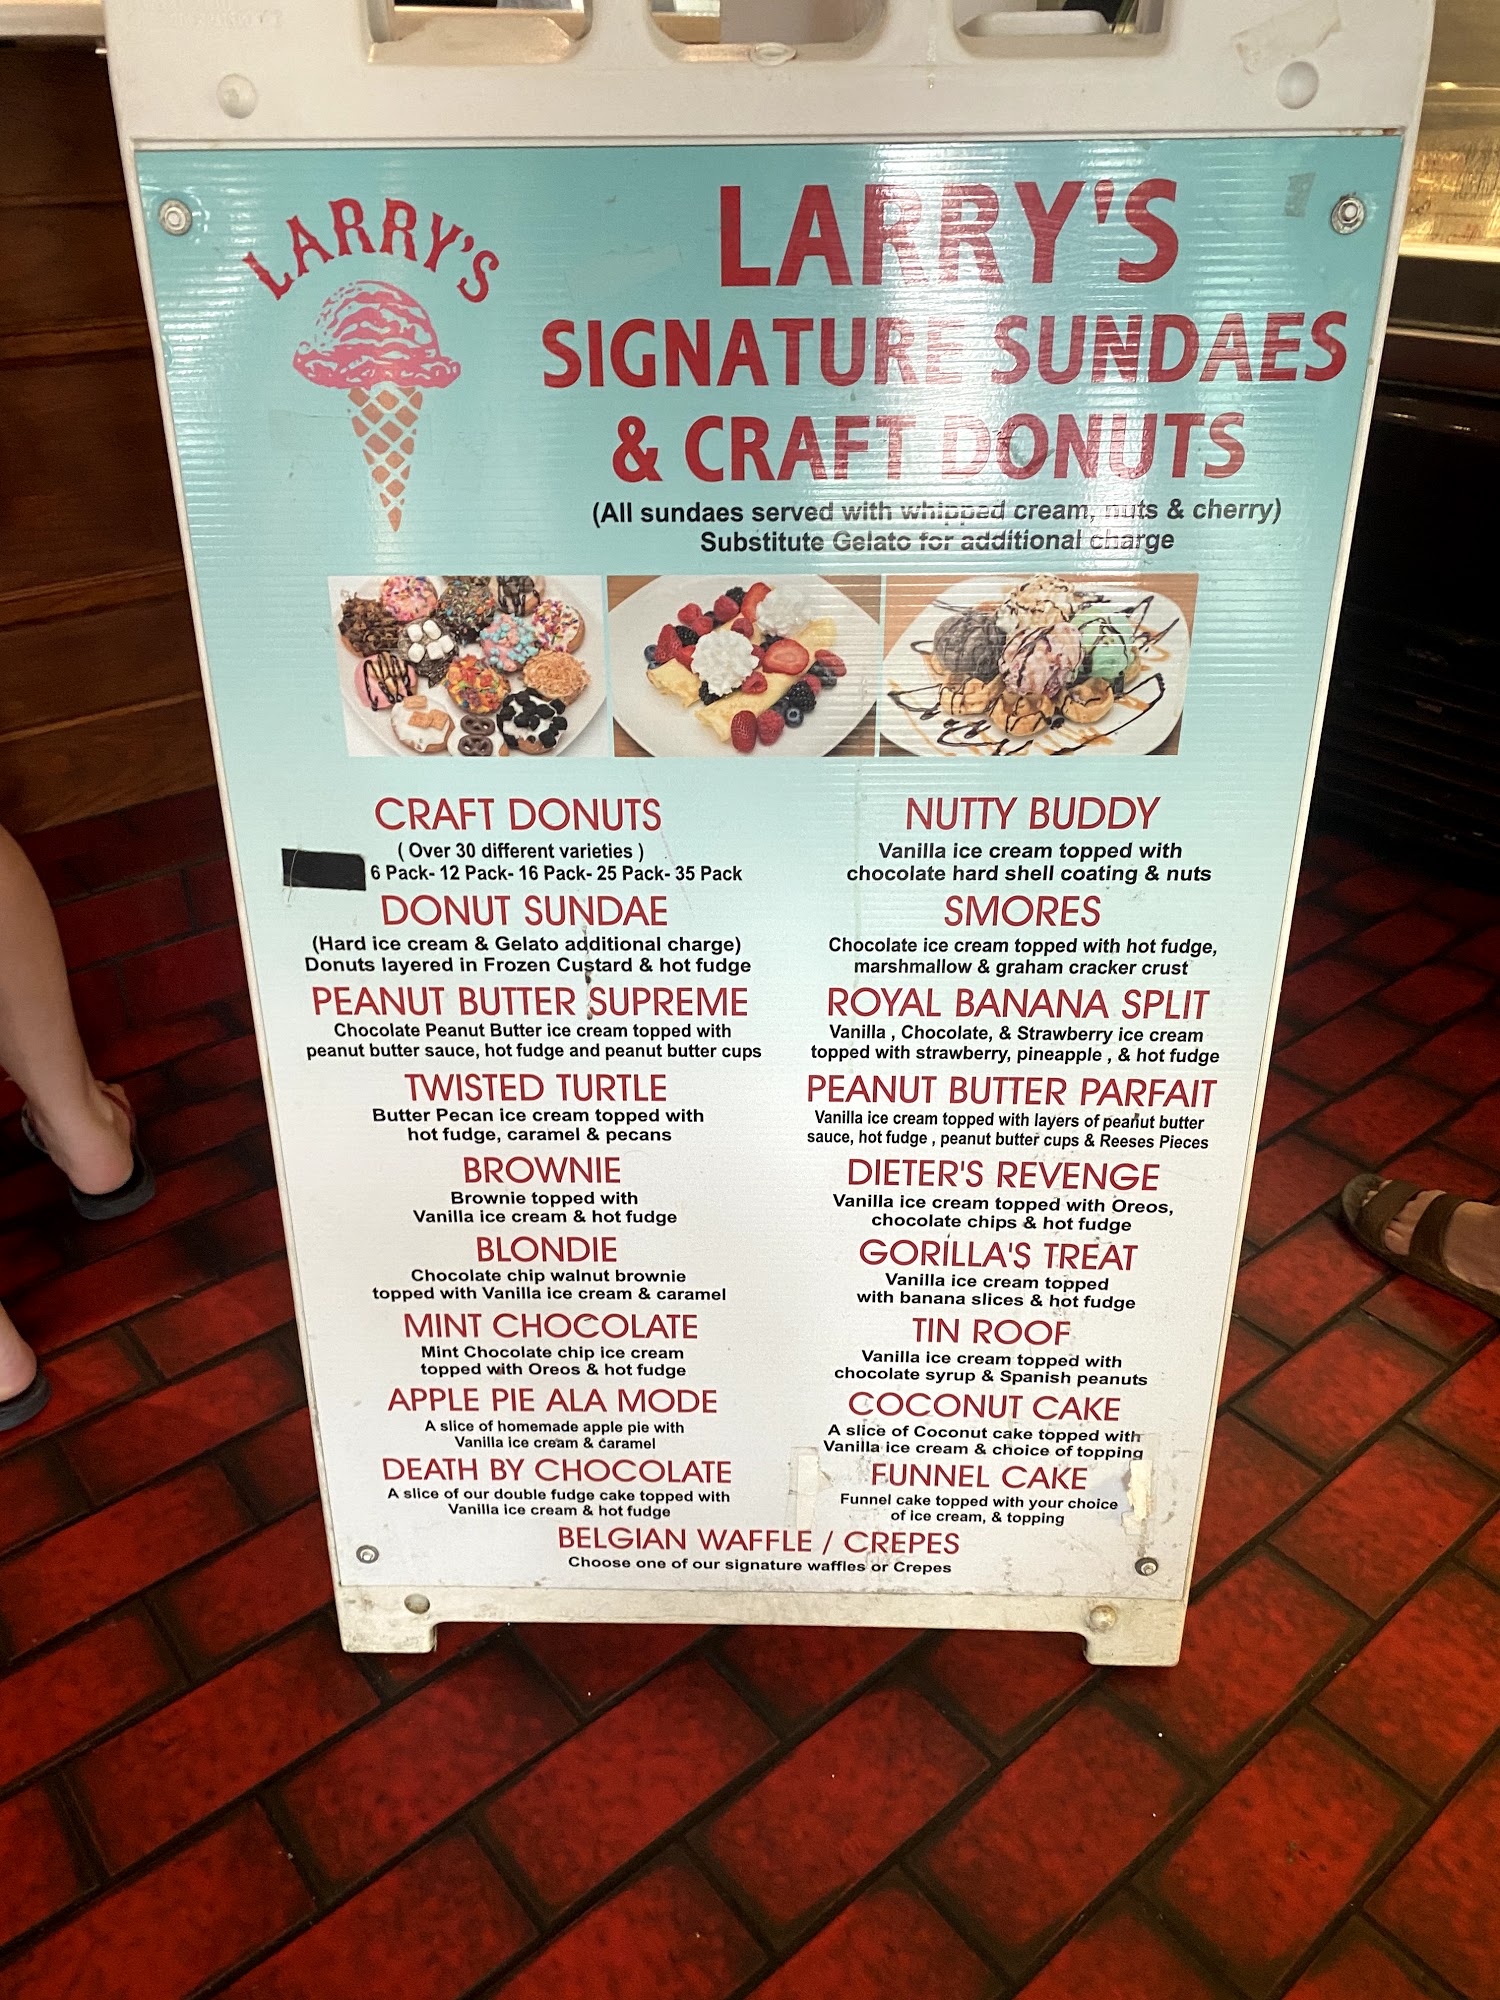 LARRY'S
LARRY'S
SIGNATURE SUNDAES
& CRAFT DONUTS
(All sundaes served with whipped cream, nuts & cherry)
Substitute Gelato for additional charge
CRAFT DONUTS
( Over 30 different varieties )
6 Pack- 12 Pack- 16 Pack- 25 Pack- 35 Pack
DONUT SUNDAE
(Hard ice cream & Gelato additional charge)
Donuts layered in Frozen Custard & hot fudge
PEANUT BUTTER SUPREME
Chocolate Peanut Butter ice cream topped with
peanut butter sauce, hot fudge and peanut butter cups
TWISTED TURTLE
Butter Pecan ice cream topped with
hot fudge, caramel & pecans
BROWNIE
Brownie topped with
Vanilla ice cream & hot fudge
BLONDIE
Chocolate chip walnut brownie
topped with Vanilla ice cream & caramel
MINT CHOCOLATE
Mint Chocolate chip ice cream
topped with Oreos & hot fudge
APPLE PIE ALA MODE
A slice of homemade apple pie with
Vanilla ice cream & caramel
DEATH BY CHOCOLATE
A slice of our double fudge cake topped with
Vanilla ice cream & hot fudge
NUTTY BUDDY
Vanilla ice cream topped with
chocolate hard shell coating & nuts
SMORES
Chocolate ice cream topped with hot fudge,
marshmallow & graham cracker crust
ROYAL BANANA SPLIT
Vanilla , Chocolate, & Strawberry ice cream
topped with strawberry, pineapple , & hot fudge
PEANUT BUTTER PARFAIT
Vanilla ice cream topped with layers of peanut butter
sauce, hot fudge , peanut butter cups & Reeses Pieces
DIETER'S REVENGE
Vanilla ice cream topped with Oreos,
chocolate chips & hot fudge
GORILLA'S TREAT
Vanilla ice cream topped
with banana slices & hot fudge
TIN ROOF
Vanilla ice cream topped with
chocolate syrup & Spanish peanuts
COCONUT CAKE
A slice of Coconut cake topped with
Vanilla ice cream & choice of topping
FUNNEL CAKE
Funnel cake topped with your choice
of ice cream, & topping
BELGIAN WAFFLE / CREPES
Choose one of our signature waffles or Crepes